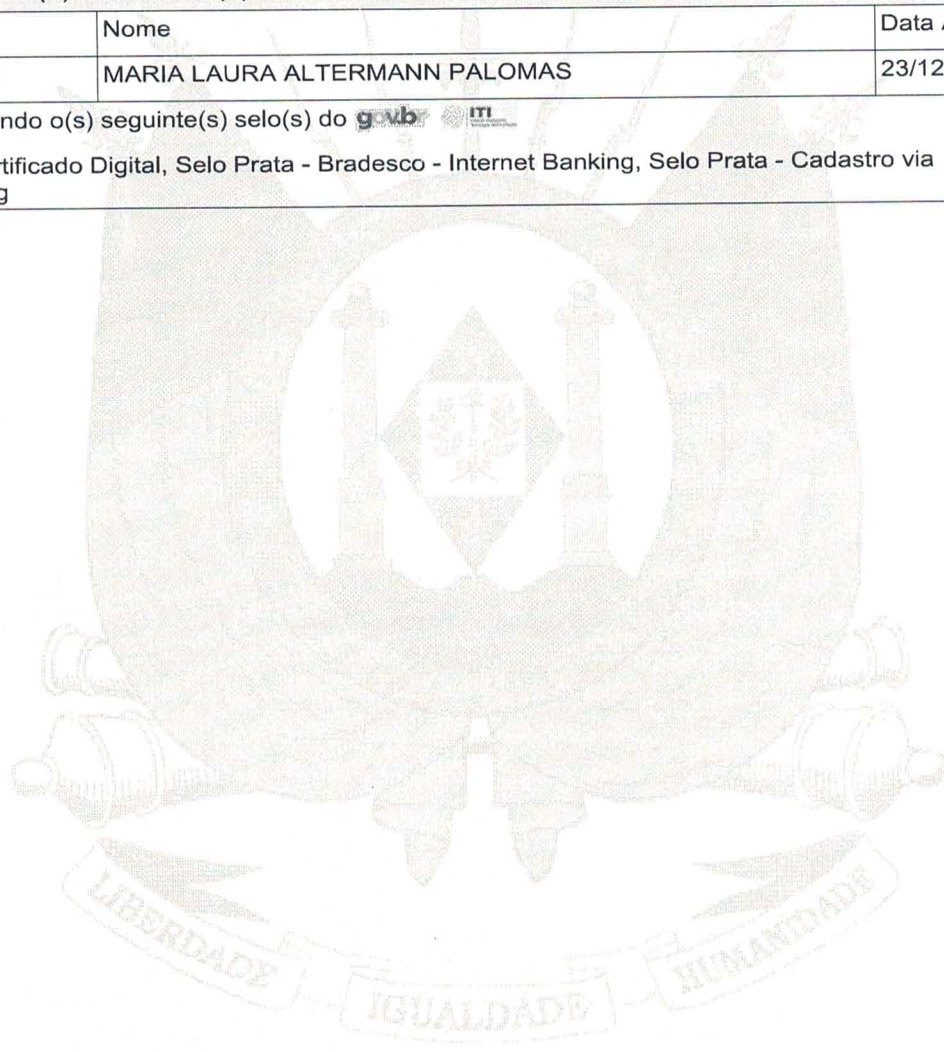 Nome
Data
MARIA LAURA ALTERMANN PALOMAS
23/12
ndo o(s) seguinte(s) selo(s) do gov.br ITI
tificado Digital, Selo Prata - Bradesco - Internet Banking, Selo Prata - Cadastro via
g
LIBERDADE
IGUALDADE
HUMANIDADE